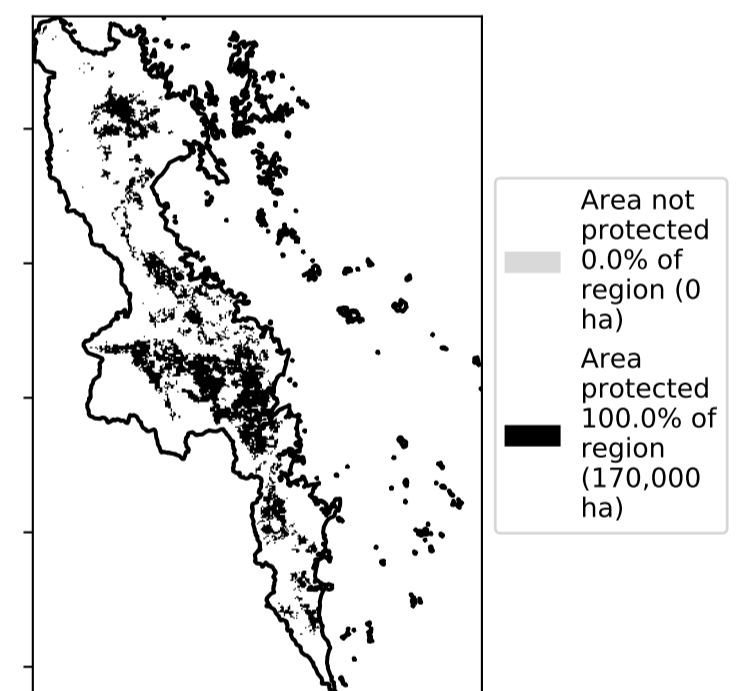 Area not
protected
0.0% of
region (0
ha)
Area
protected
100.0% of
region
(170,000
ha)